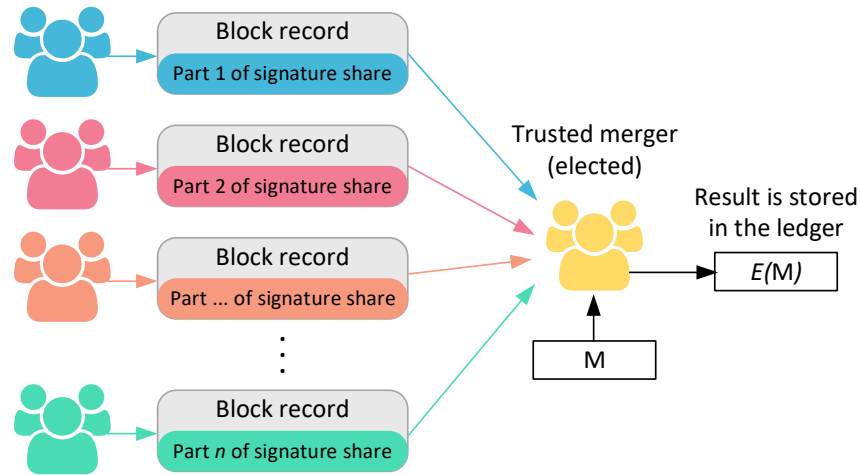 Block record
Part 1 of signature share
Block record
Part 2 of signature share
Block record
Part ... of signature share
Block record
Part n of signature share
Trusted merger
(elected)
M
Result is stored
in the ledger
E(M)